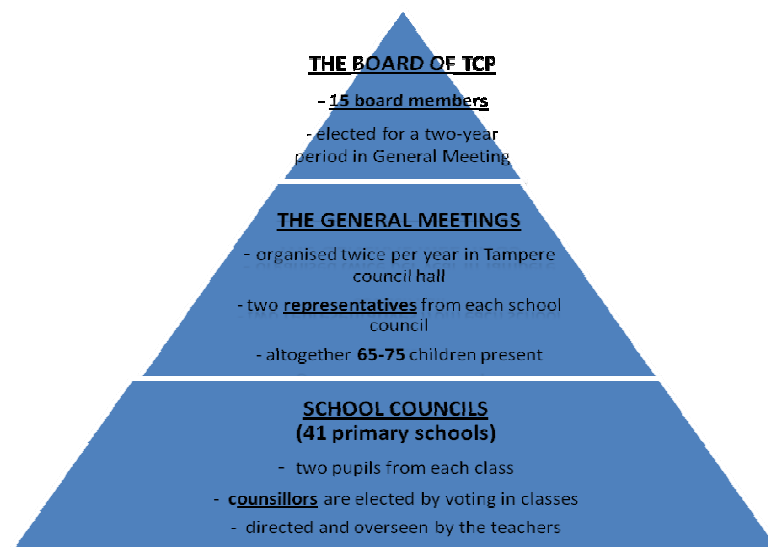 THE BOARD OF TCP
- 15 board members
- elected for a two-year
period in General Meeting
THE GENERAL MEETINGS
- organised twice per year in Tampere
council hall
- two representatives from each school
council
- altogether 65-75 children present
SCHOOL COUNCILS
(41 primary schools)
- two pupils from each class
- counsillors are elected by voting in classes
- directed and overseen by the teachers